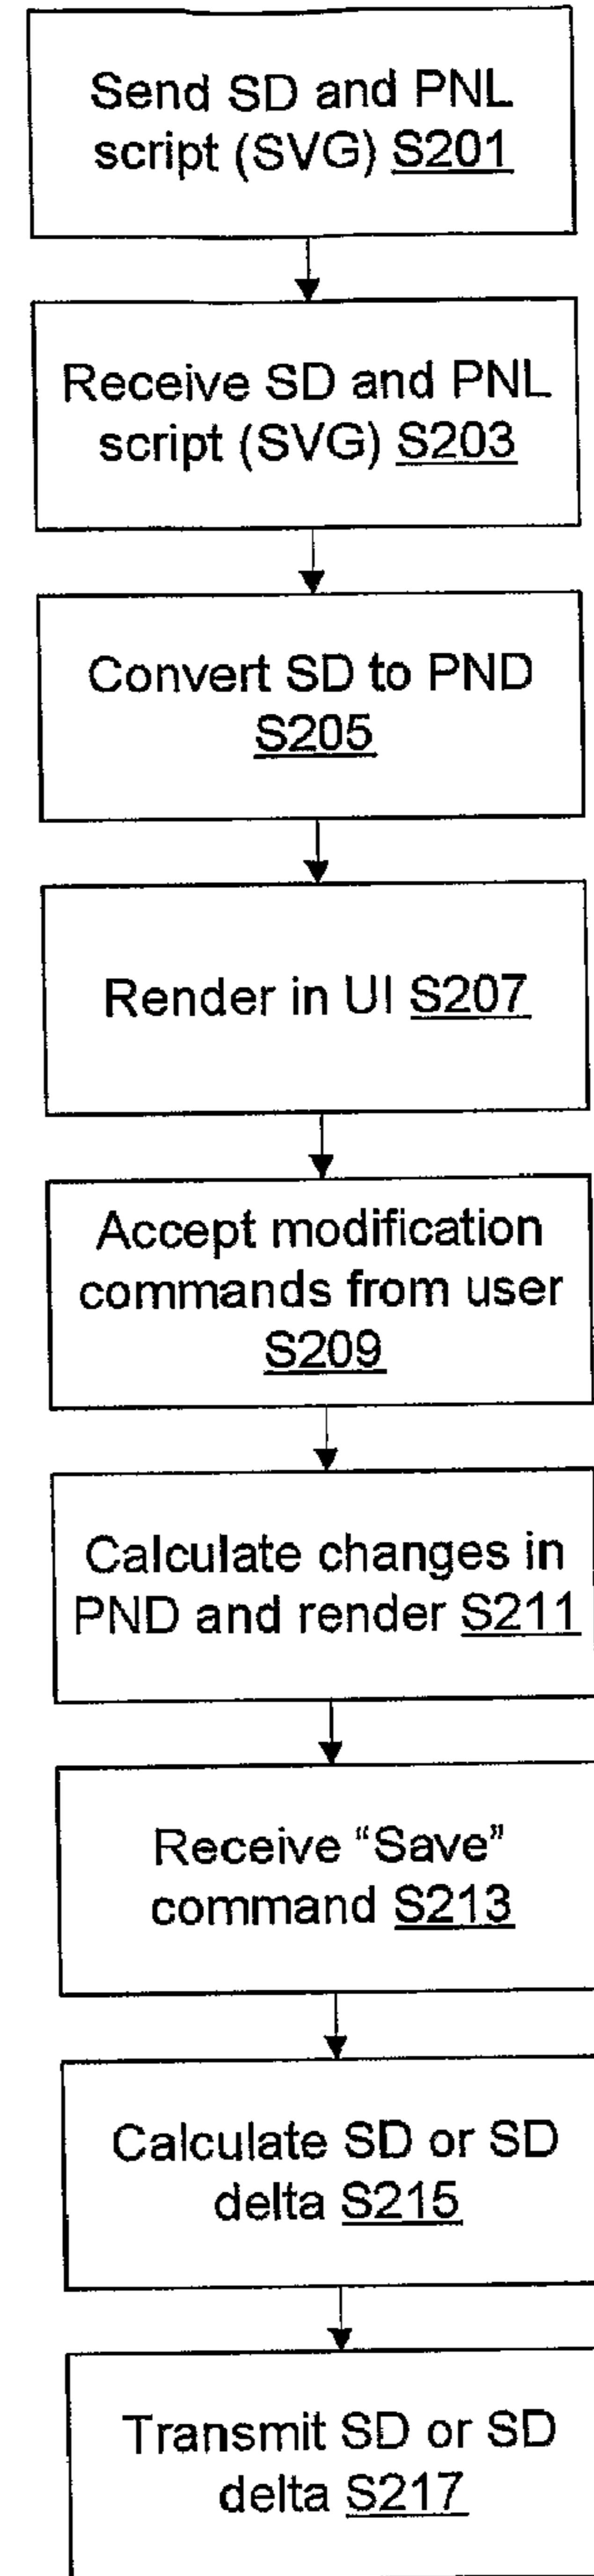 Send SD and PNL
script (SVG) S201
Receive SD and PNL
script (SVG) S203
Convert SD to PND
S205
Render in UI S207
Accept modification
commands from user
S209
Calculate changes in
PND and render S211
Receive “Save”
command S213
Calculate SD or SD
delta S215
Transmit SD or SD
delta S217